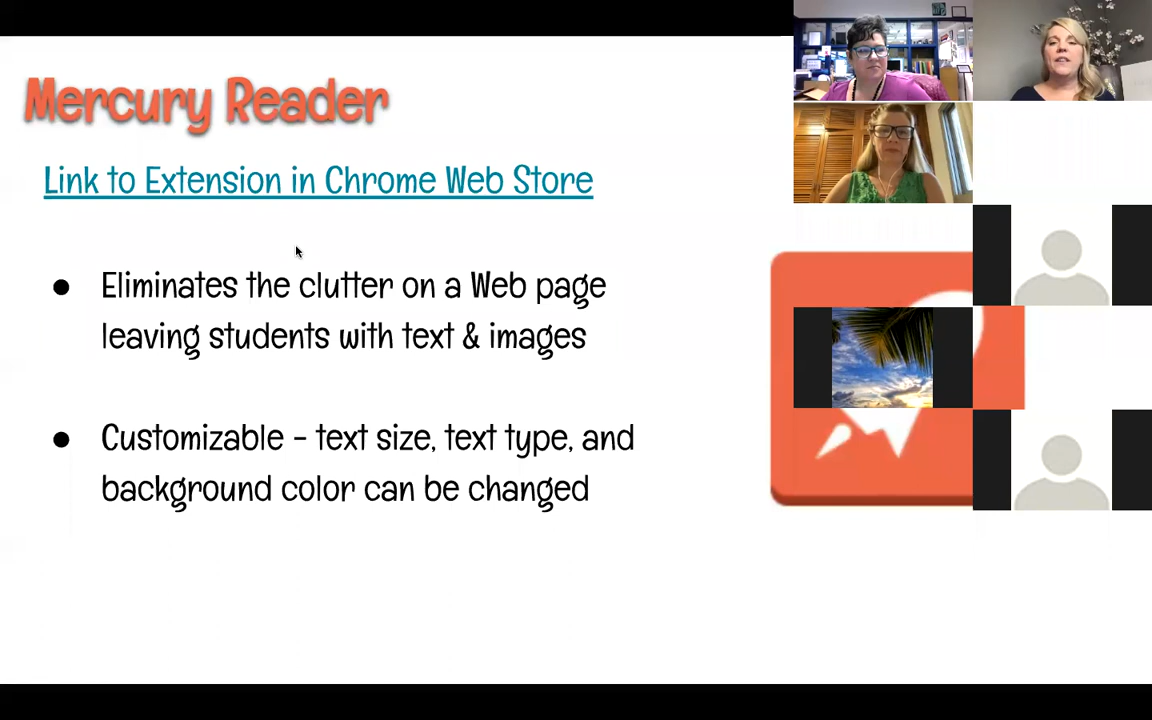 Mercury Reader
Link to Extension in Chrome Web Store
● Eliminates the clutter on a Web page
leaving students with text & images
● Customizable - text size, text type, and
background color can be changed